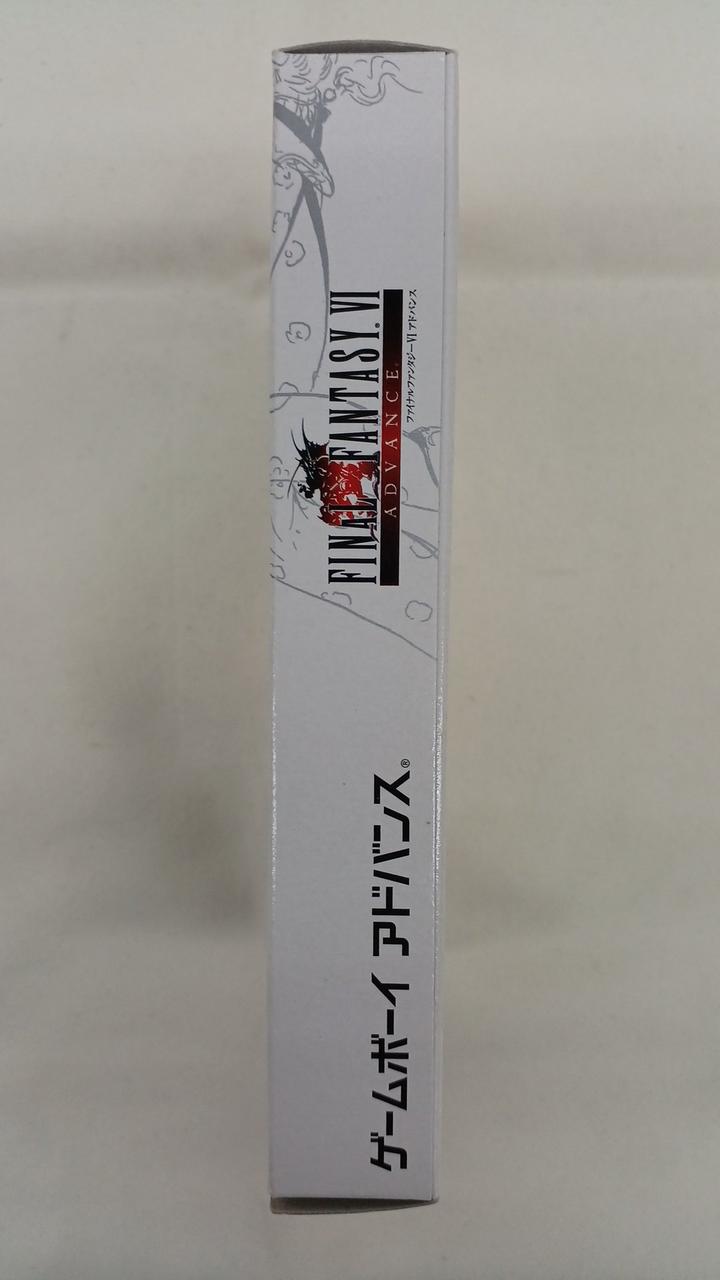 ゲームボーイ アドバンス®
FINAL FANTASY® VI
ADVANCE
ファイナルファンタジーVI アドバンス